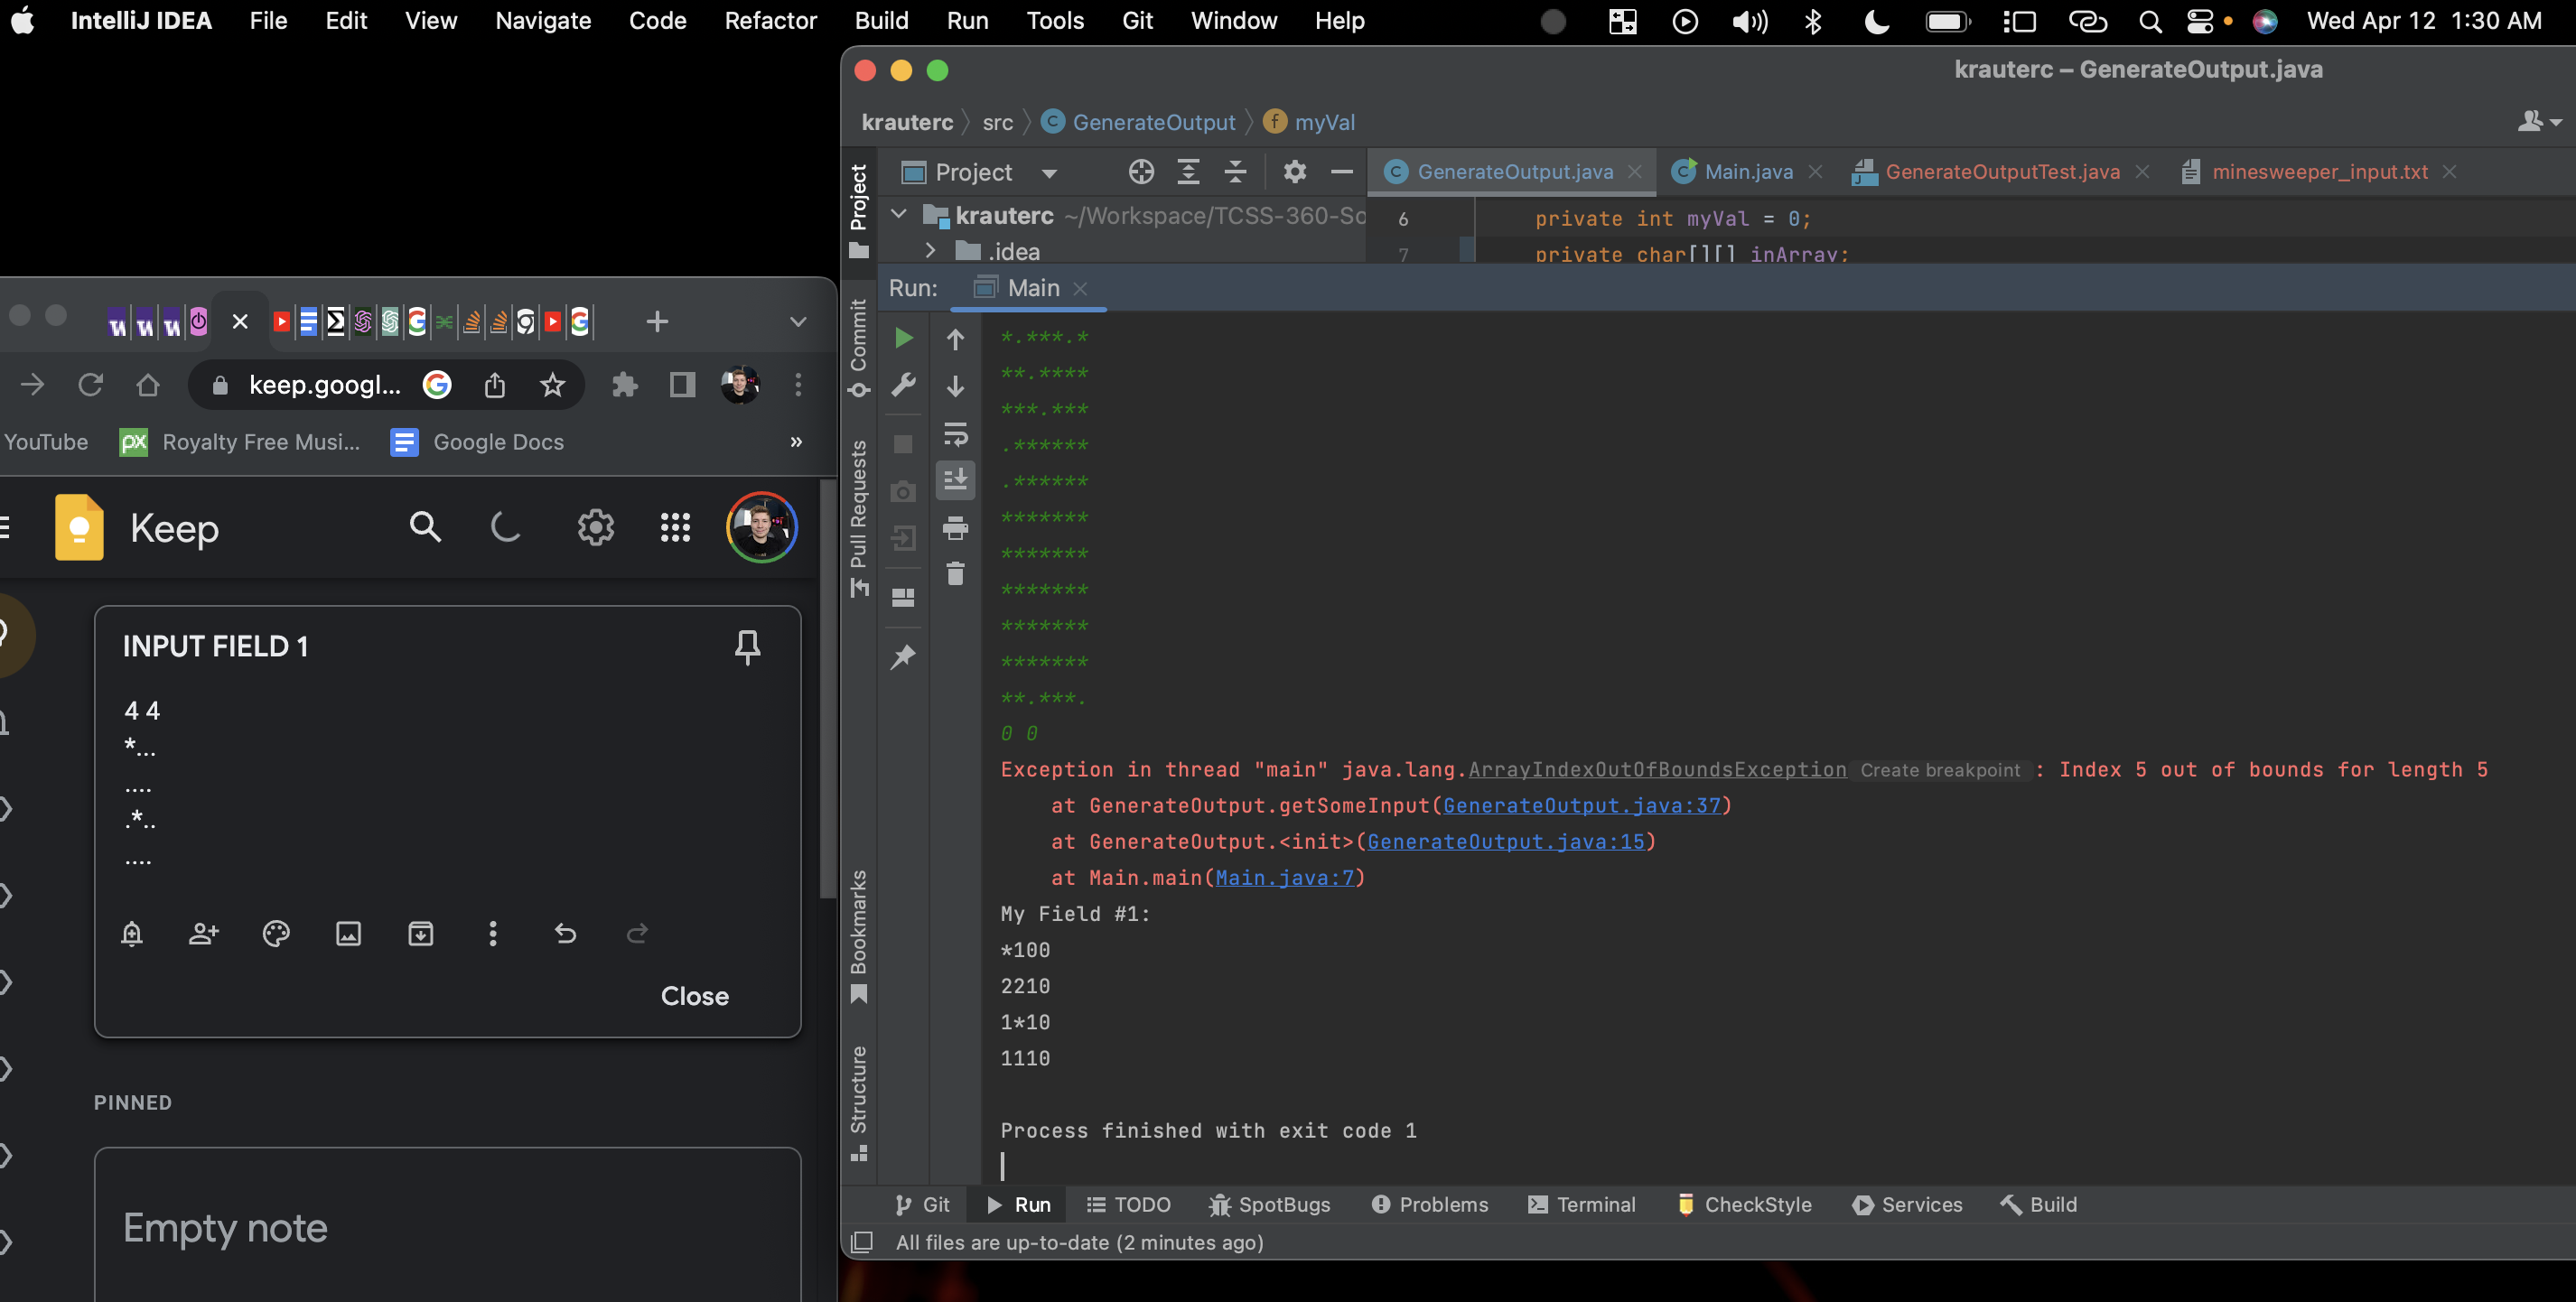 IntelliJ IDEA File Edit View Navigate Code Refactor Build Run Tools Git Window Help Wed Apr 12 1:30 AM
krauterc – GenerateOutput.java
krauterc src GenerateOutput myVal
Project
GenerateOutput.java Main.java GenerateOutputTest.java minesweeper_input.txt
krauterc ~/Workspace/TCSS-360-So
.idea
6 private int myVal = 0;
7 private char[][] inArray;
Run: Main
Project
Commit
Pull Requests
Bookmarks
Structure
*.***.*
**.****
***.***
.******
.******
*******
*******
*******
*******
*******
**.***.
0 0
Exception in thread "main" java.lang.ArrayIndexOutOfBoundsException Create breakpoint : Index 5 out of bounds for length 5
at GenerateOutput.getSomeInput(GenerateOutput.java:37)
at GenerateOutput.<init>(GenerateOutput.java:15)
at Main.main(Main.java:7)
My Field #1:
*100
2210
1*10
1110
Process finished with exit code 1
Git Run TODO SpotBugs Problems Terminal CheckStyle Services Build
All files are up-to-date (2 minutes ago)
keep.googl...
YouTube Royalty Free Musi... Google Docs »
Keep
INPUT FIELD 1
4 4
*...
....
.*..
....
Close
PINNED
Empty note